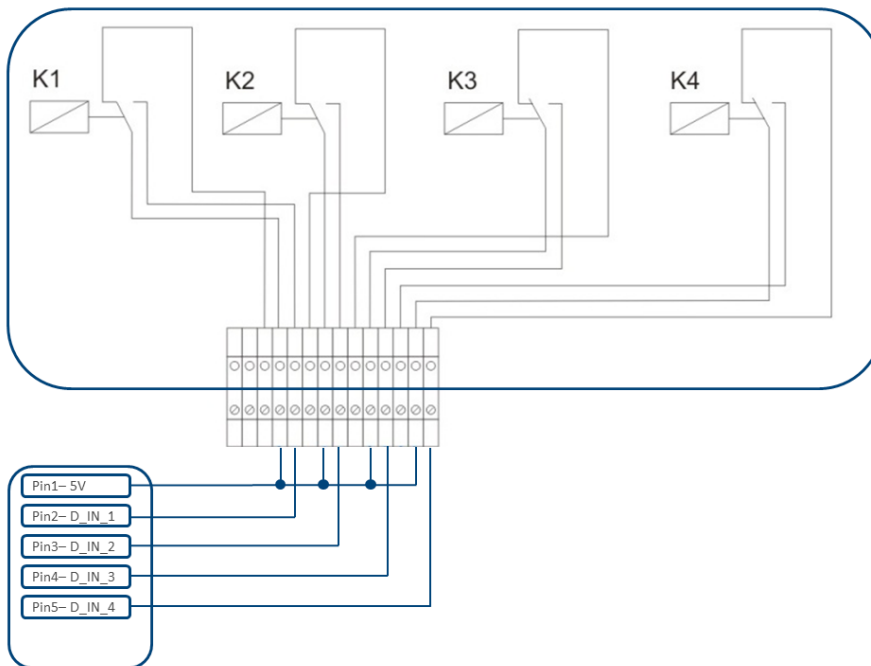 K1
K2
K3
K4
Pin1– 5V
Pin2– D_IN_1
Pin3– D_IN_2
Pin4– D_IN_3
Pin5– D_IN_4